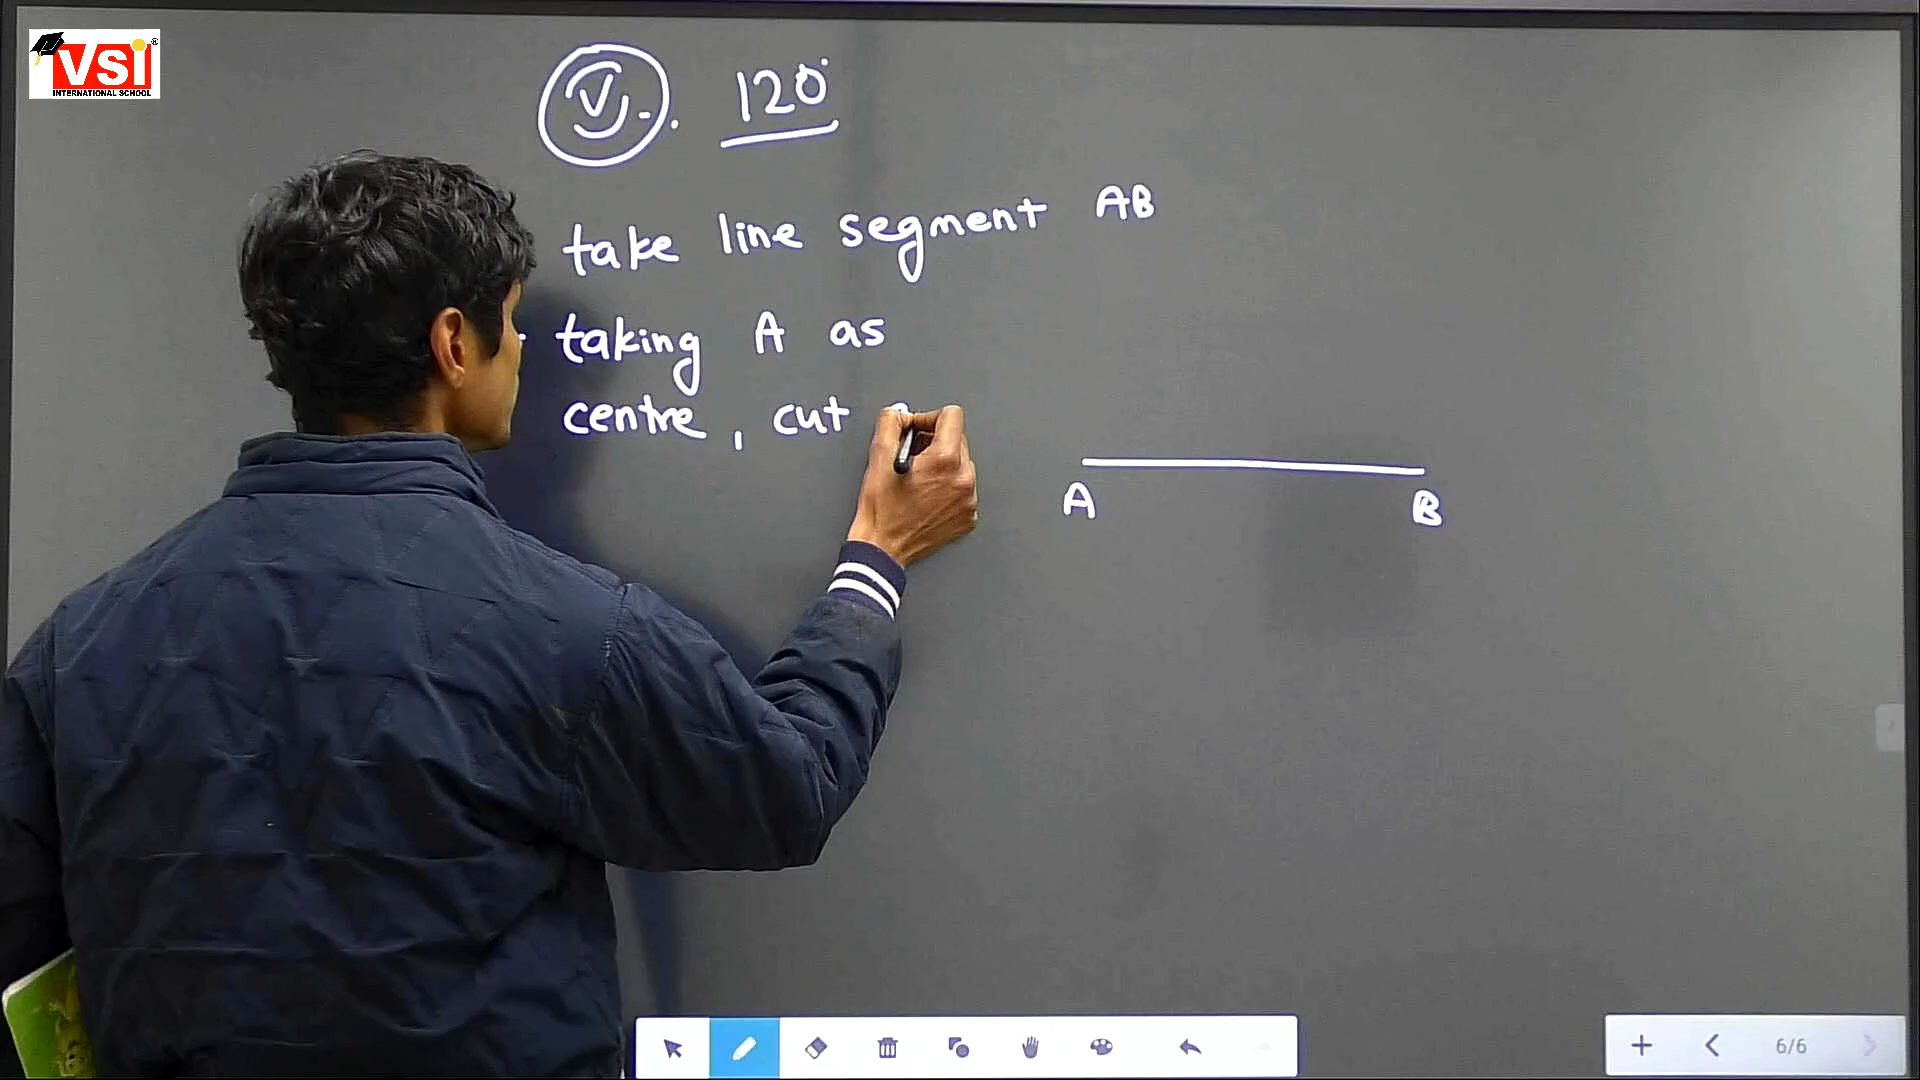 VSI
INTERNATIONAL SCHOOL
V. 120°
take line segment AB
taking A as
centre, cut
A B
6/6